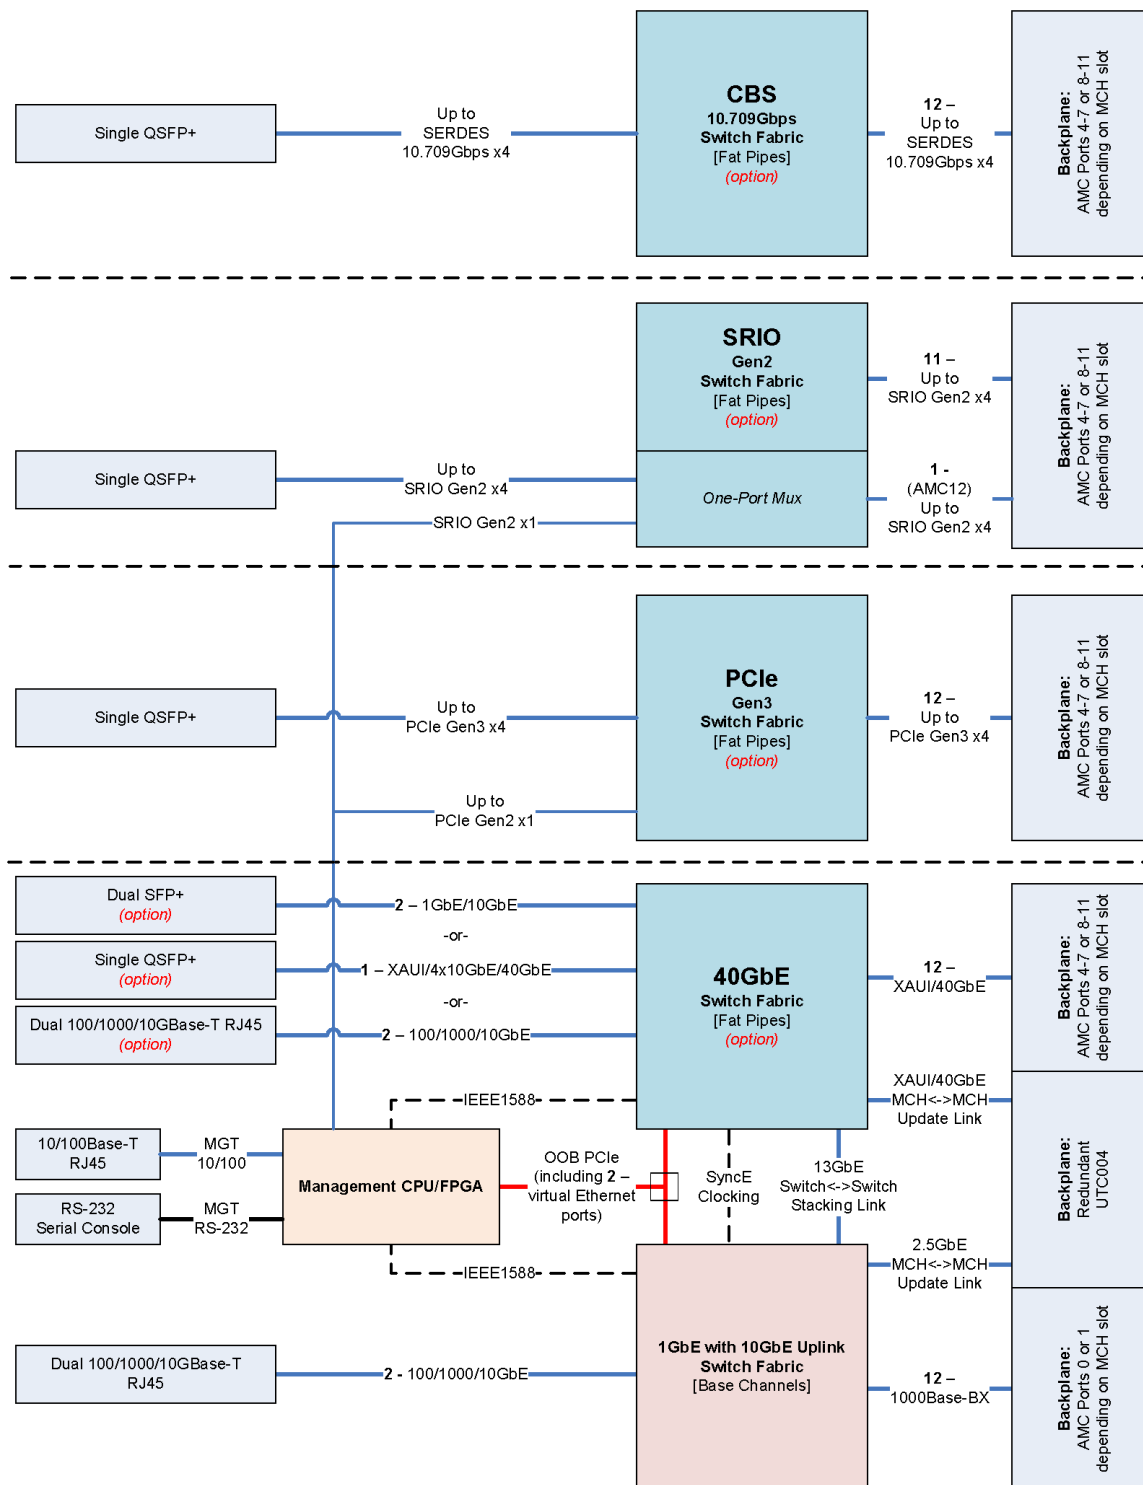 Single QSFP+
Up to
SERDES
10.709Gbps x4
CBS
10.709Gbps
Switch Fabric
[Fat Pipes]
(option)
12 –
Up to
SERDES
10.709Gbps x4
Backplane:
AMC Ports 4-7 or 8-11
depending on MCH slot
SRIO
Gen2
Switch Fabric
[Fat Pipes]
(option)
11 –
Up to
SRIO Gen2 x4
Backplane:
AMC Ports 4-7 or 8-11
depending on MCH slot
Single QSFP+
Up to
SRIO Gen2 x4
One-Port Mux
1 -
(AMC12)
Up to
SRIO Gen2 x4
SRIO Gen2 x1
Single QSFP+
Up to
PCIe Gen3 x4
PCIe
Gen3
Switch Fabric
[Fat Pipes]
(option)
12 –
Up to
PCIe Gen3 x4
Backplane:
AMC Ports 4-7 or 8-11
depending on MCH slot
Up to
PCIe Gen2 x1
Dual SFP+
(option)
2 – 1GbE/10GbE
-or-
Single QSFP+
(option)
1 – XAUI/4x10GbE/40GbE
-or-
Dual 100/1000/10GBase-T RJ45
(option)
2 – 100/1000/10GbE
40GbE
Switch Fabric
[Fat Pipes]
(option)
12 –
XAUI/40GbE
Backplane:
AMC Ports 4-7 or 8-11
depending on MCH slot
XAUI/40GbE
MCH<->MCH
Update Link
IEEE1588
10/100Base-T
RJ45
MGT
10/100
Management CPU/FPGA
OOB PCIe
(including 2 –
virtual Ethernet
ports)
SyncE
Clocking
13GbE
Switch<->Switch
Stacking Link
Backplane:
Redundant
UTC004
RS-232
Serial Console
MGT
RS-232
2.5GbE
MCH<->MCH
Update Link
IEEE1588
Dual 100/1000/10GBase-T
RJ45
2 - 100/1000/10GbE
1GbE with 10GbE Uplink
Switch Fabric
[Base Channels]
12 –
1000Base-BX
Backplane:
AMC Ports 0 or 1
depending on MCH slot